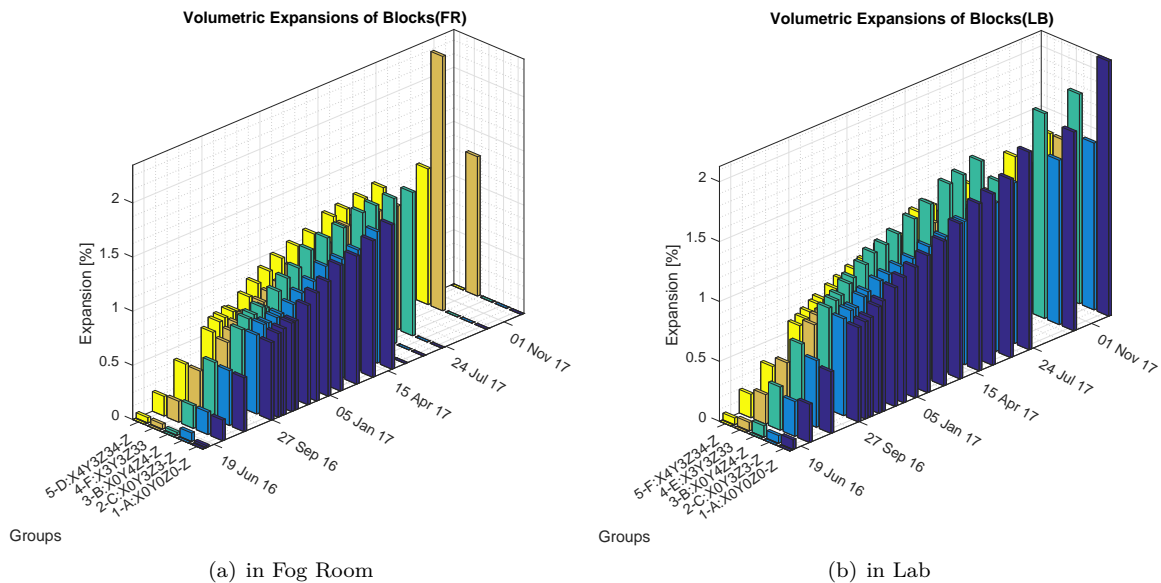 Volumetric Expansions of Blocks(FR)
Expansion [%]
2
1.5
1
0.5
0
5-D:X4Y3Z34-Z
4-F:X3Y3Z33
3-B:X0Y4Z4-Z
2-C:X0Y3Z3-Z
1-A:X0Y0Z0-Z
19 Jun 16
27 Sep 16
05 Jan 17
15 Apr 17
24 Jul 17
01 Nov 17
Groups
(a) in Fog Room
Volumetric Expansions of Blocks(LB)
Expansion [%]
2
1.5
1
0.5
0
5-F:X4Y3Z34-Z
4-E:X3Y3Z33
3-B:X0Y4Z4-Z
2-C:X0Y3Z3-Z
1-A:X0Y0Z0-Z
19 Jun 16
27 Sep 16
05 Jan 17
15 Apr 17
24 Jul 17
01 Nov 17
Groups
(b) in Lab